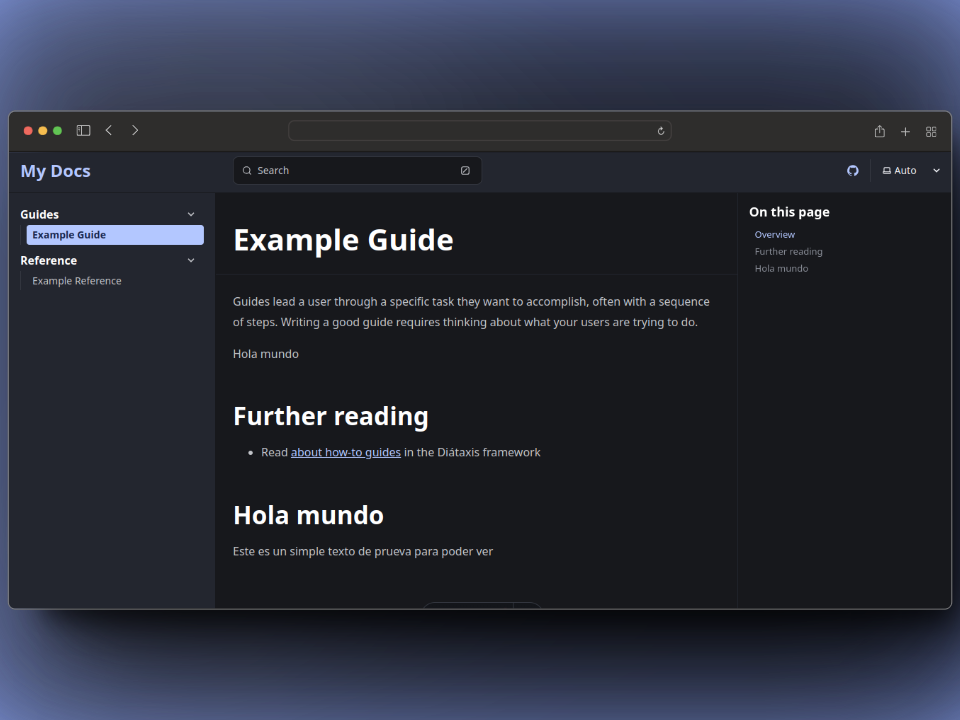 My Docs
Search
Auto
Guides
Example Guide
Reference
Example Reference
Example Guide
Guides lead a user through a specific task they want to accomplish, often with a sequence
of steps. Writing a good guide requires thinking about what your users are trying to do.
Hola mundo
Further reading
Read about how-to guides in the Diátaxis framework
Hola mundo
Este es un simple texto de prueva para poder ver
On this page
Overview
Further reading
Hola mundo